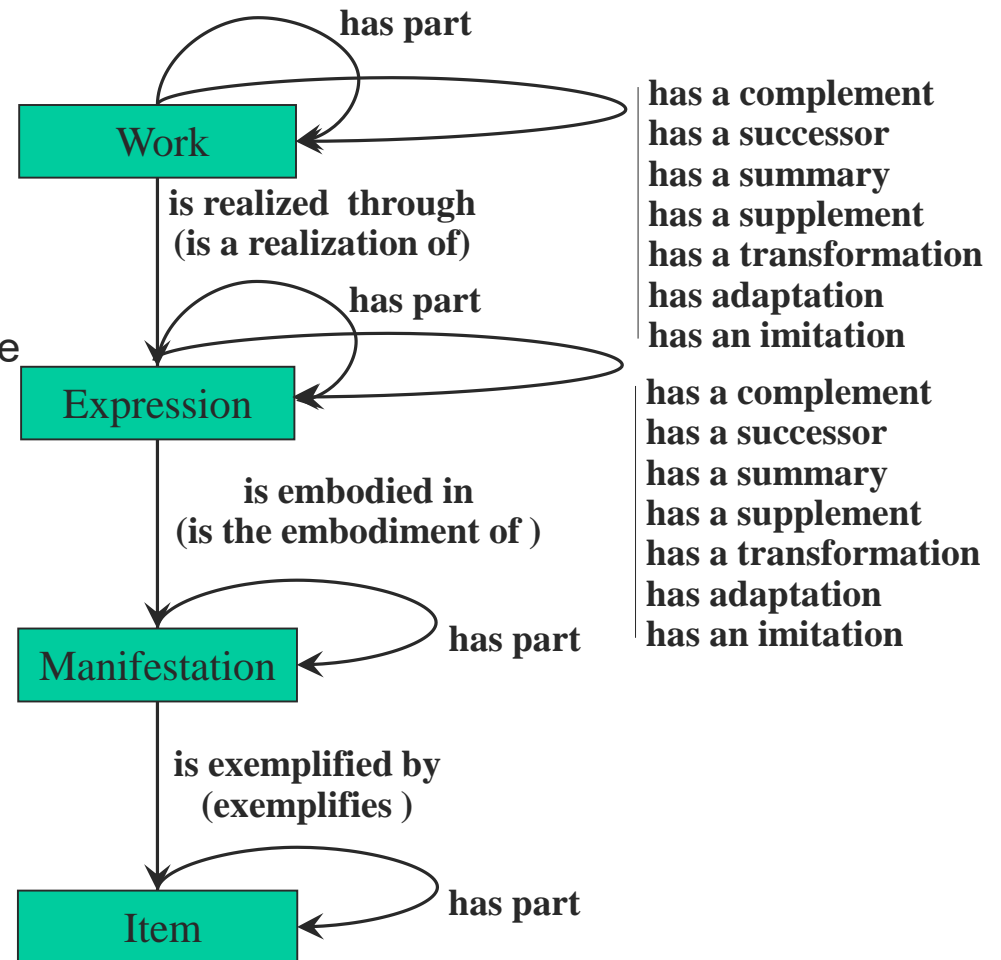 has part
Work
has a complement
has a successor
has a summary
has a supplement
has a transformation
has adaptation
has an imitation
is realized through
(is a realization of)
has part
e
Expression
has a complement
has a successor
has a summary
has a supplement
has a transformation
has adaptation
has an imitation
is embodied in
(is the embodiment of )
Manifestation
has part
is exemplified by
(exemplifies )
Item
has part